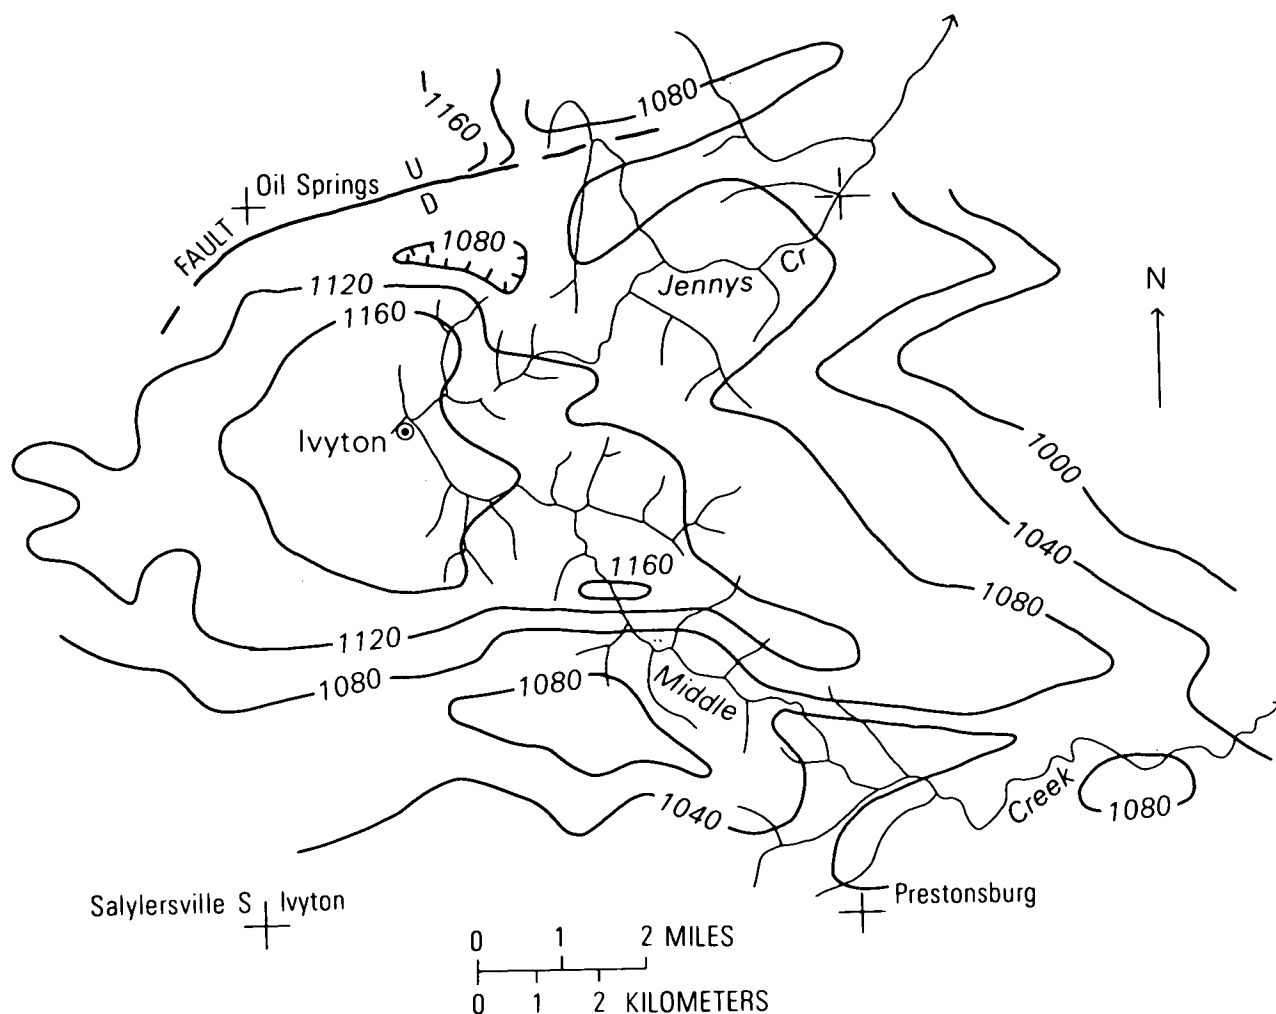 1080
1160
U
Oil Springs
D
FAULT
1080
Cr
Jennys
N
1120
1160
Ivyton
1000
1040
1160
1080
1120
1080
1080
Middle
1040
Creek
1080
Salylersville S Ivyton
Prestonsburg
0 1 2 MILES
0 1 2 KILOMETERS